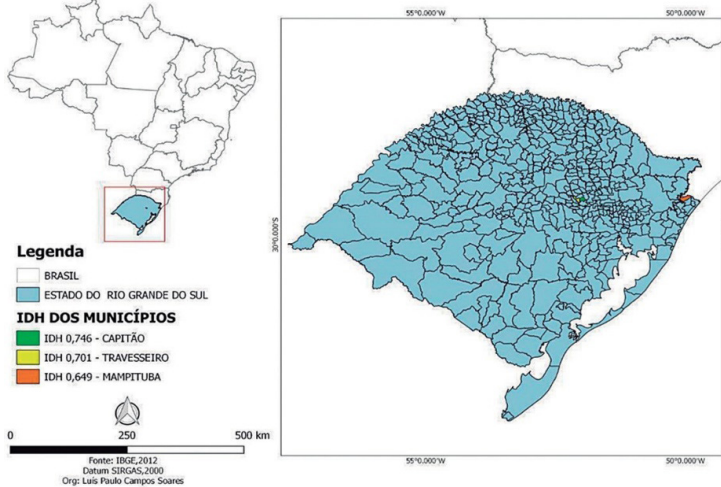 55°0.000'W 50°0.000'W
30°0.000'S
Legenda
BRASIL
ESTADO DO RIO GRANDE DO SUL
IDH DOS MUNICÍPIOS
IDH 0,746 - CAPITÃO
IDH 0,701 - TRAVESSEIRO
IDH 0,649 - MAMPITUBA
0 250 500 km
Fonte: IBGE,2012
Datum SIRGAS,2000
Org: Luís Paulo Campos Soares
55°0.000'W 50°0.000'W